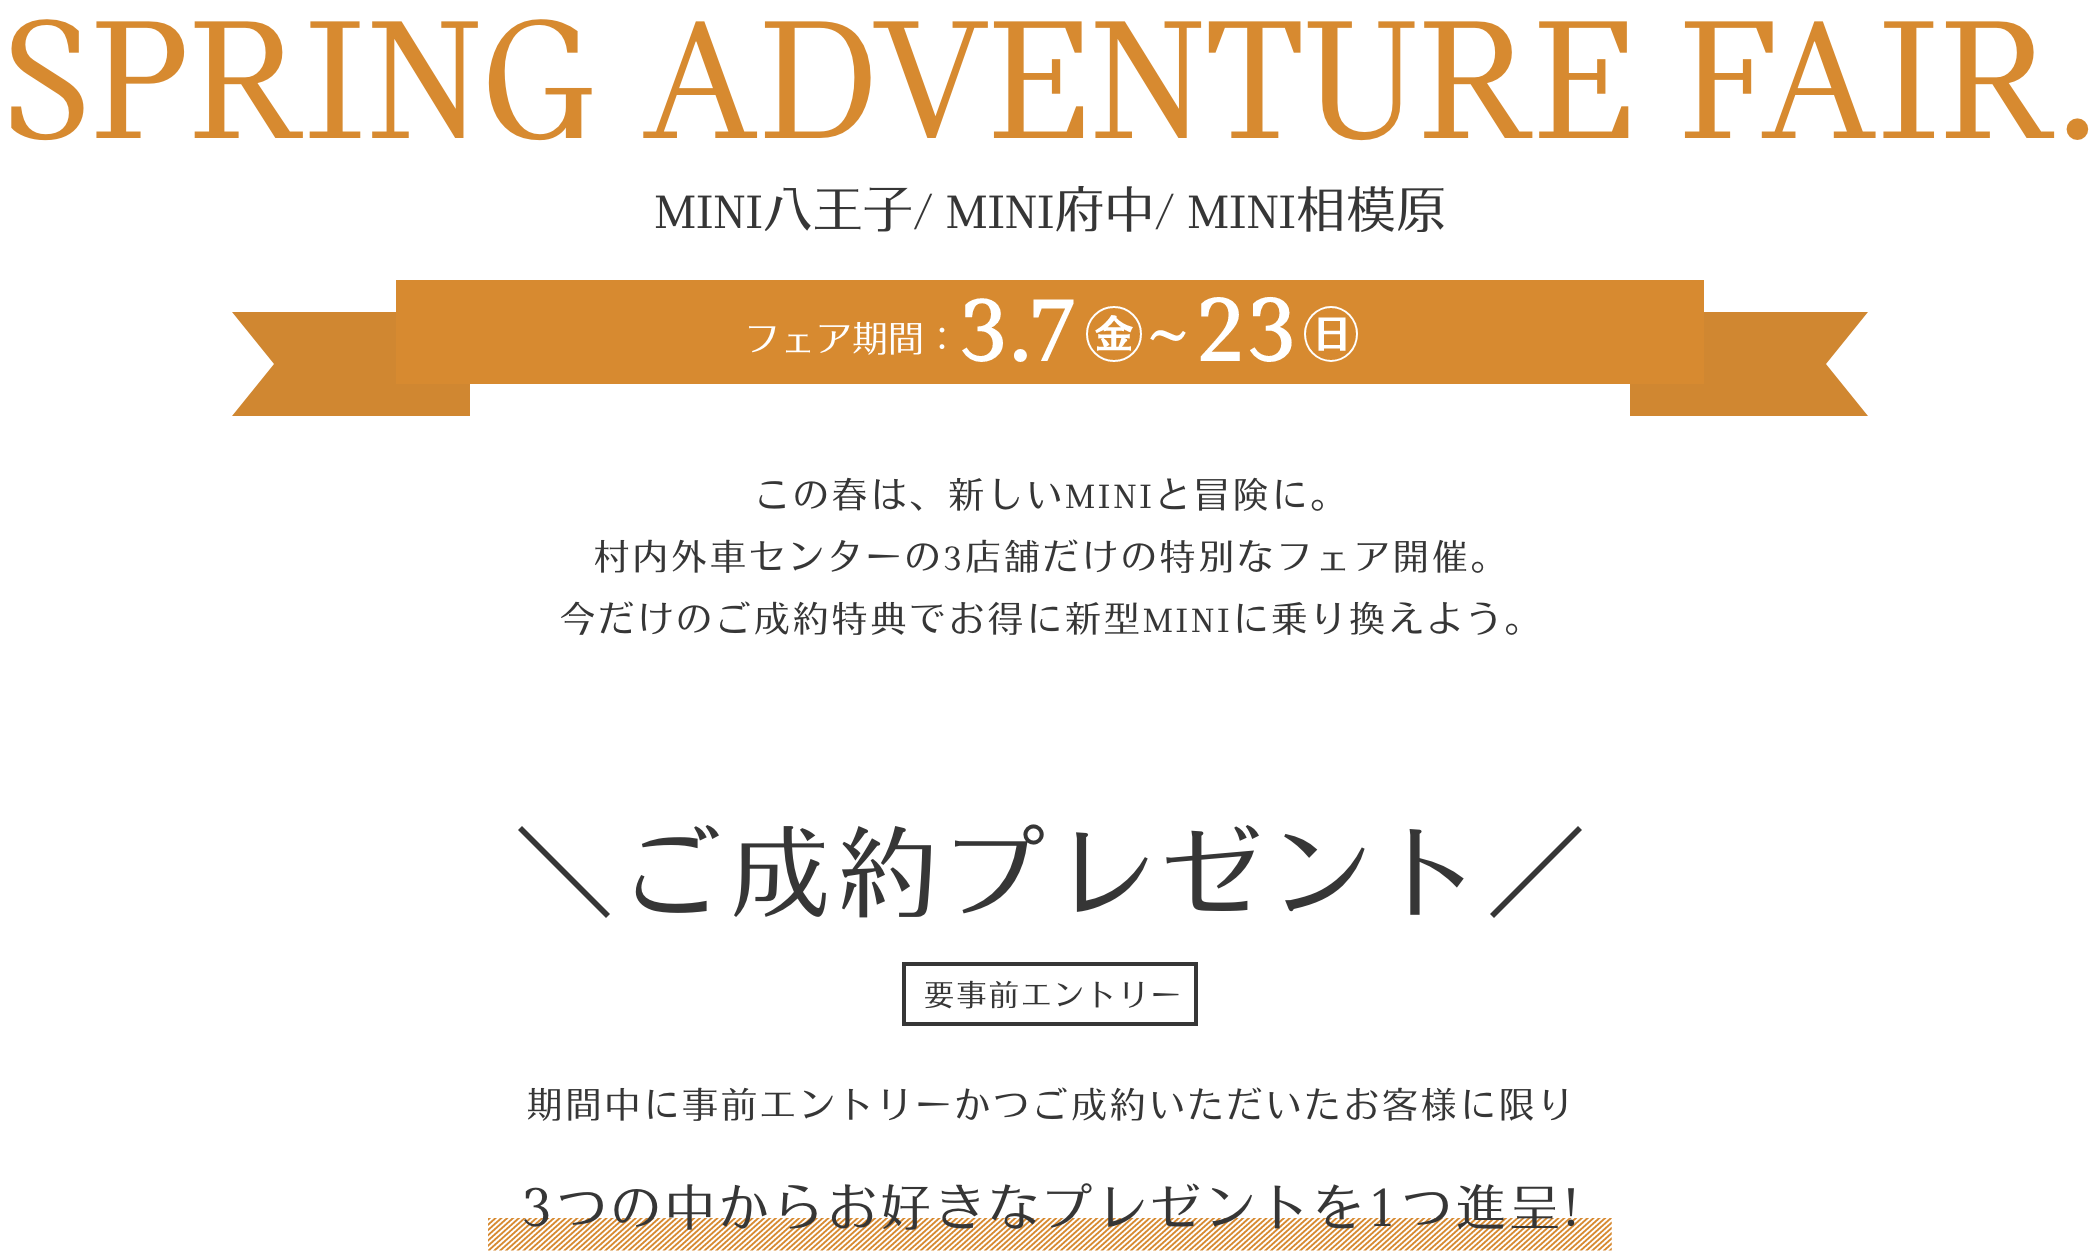 SPRING ADVENTURE FAIR.
MINI八王子/ MINI府中/ MINI相模原
フェア期間：3.7㊎~23㊐
この春は、新しいMINIと冒険に。
村内外車センターの3店舗だけの特別なフェア開催。
今だけのご成約特典でお得に新型MINIに乗り換えよう。
＼ご成約プレゼント／
要事前エントリー
期間中に事前エントリーかつご成約いただいたお客様に限り
3つの中からお好きなプレゼントを1つ進呈!